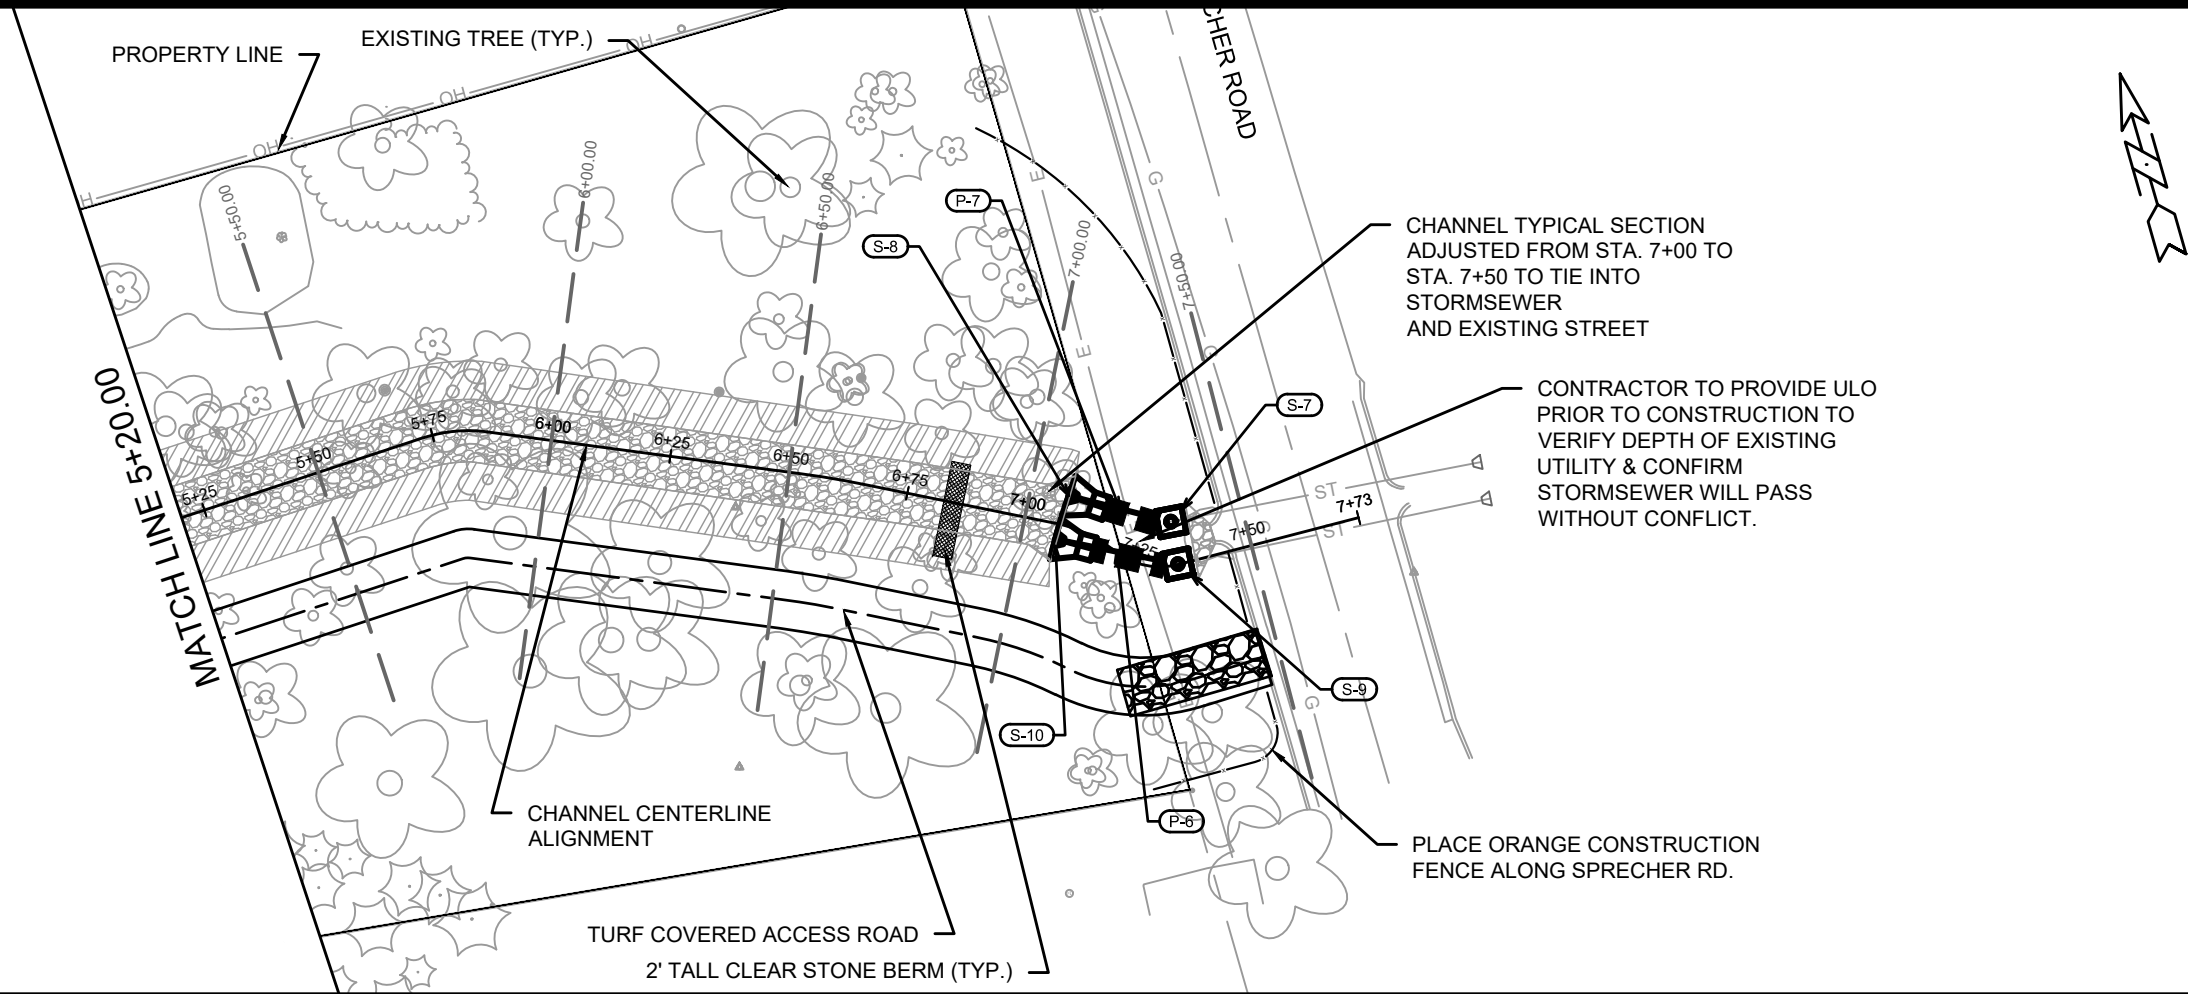 PROPERTY LINE
EXISTING TREE (TYP.)
OH
OH
OH
H
CHER ROAD
5+50.00
6+00.00
6+50.00
7+00.00
7+50.00
E
E
E
G
G
G
P-7
S-8
S-7
S-9
S-10
P-6
CHANNEL TYPICAL SECTION
ADJUSTED FROM STA. 7+00 TO
STA. 7+50 TO TIE INTO
STORMSEWER
AND EXISTING STREET
CONTRACTOR TO PROVIDE ULO
PRIOR TO CONSTRUCTION TO
VERIFY DEPTH OF EXISTING
UTILITY & CONFIRM
STORMSEWER WILL PASS
WITHOUT CONFLICT.
MATCH LINE 5+20.00
5+25
5+50
5+75
6+00
6+25
6+50
6+75
7+00
7+25
7+50
7+73
ST
ST
CHANNEL CENTERLINE
ALIGNMENT
TURF COVERED ACCESS ROAD
2' TALL CLEAR STONE BERM (TYP.)
PLACE ORANGE CONSTRUCTION
FENCE ALONG SPRECHER RD.